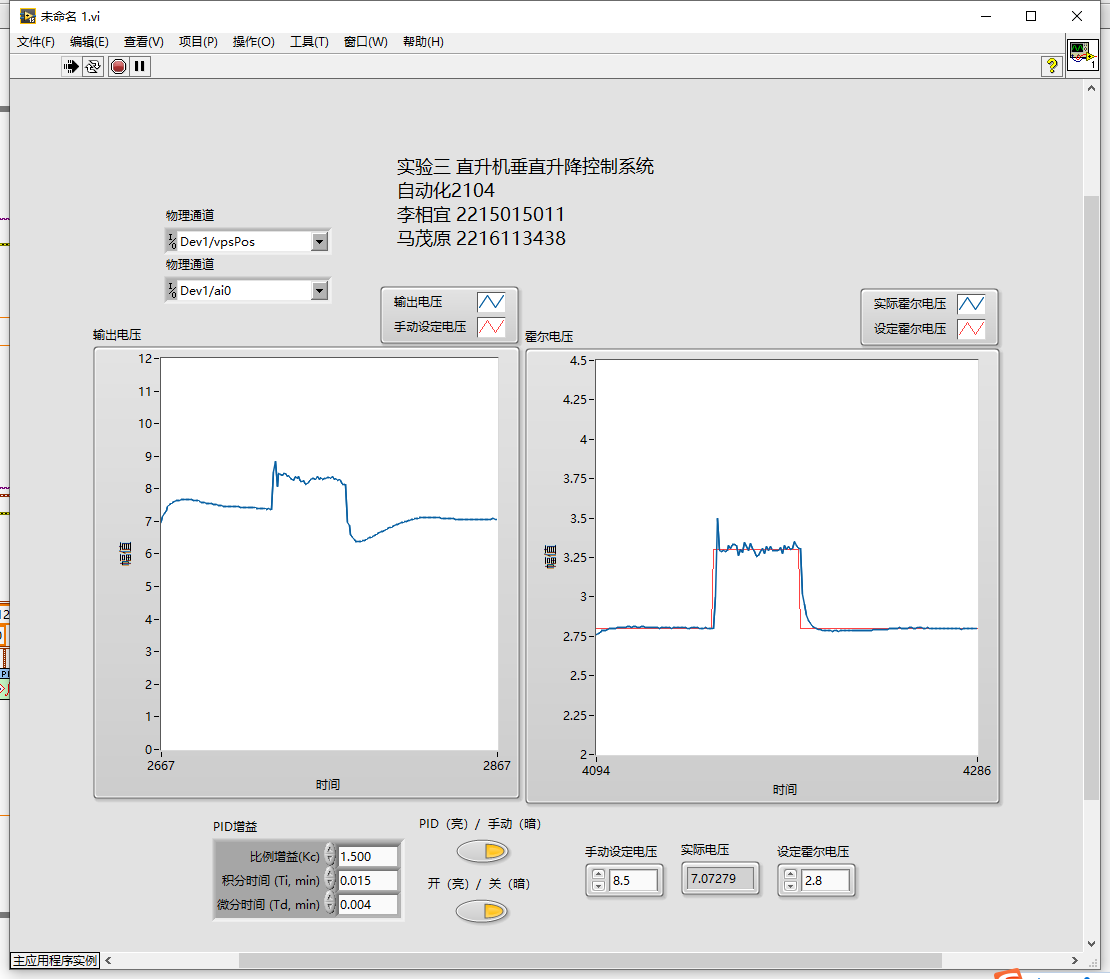 未命名 1.vi
文件(F) 编辑(E) 查看(V) 项目(P) 操作(O) 工具(T) 窗口(W) 帮助(H)
?
1
实验三 直升机垂直升降控制系统
自动化2104
李相宜 2215015011
马茂原 2216113438
物理通道
Dev1/vpsPos
物理通道
Dev1/ai0
输出电压
手动设定电压
实际霍尔电压
设定霍尔电压
输出电压
霍尔电压
12
11
10
9
8
7
6
5
4
3
2
1
0
幅值
2667 2867
时间
4.5
4.25
4
3.75
3.5
3.25
3
2.75
2.5
2.25
2
幅值
4094 4286
时间
PID增益
比例增益(Kc) 1.500
积分时间 (Ti, min) 0.015
微分时间 (Td, min) 0.004
PID（亮）/ 手动（暗）
开（亮）/ 关（暗）
手动设定电压
8.5
实际电压
7.07279
设定霍尔电压
2.8
主应用程序实例
12
PI